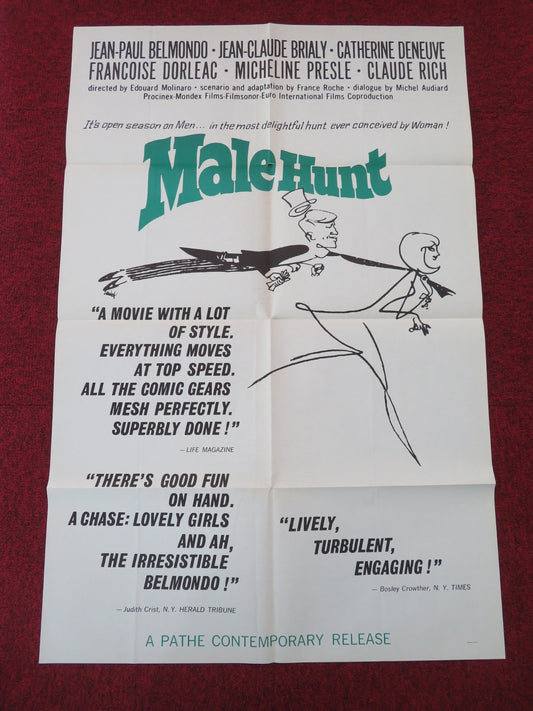 JEAN-PAUL BELMONDO · JEAN-CLAUDE BRIALY · CATHERINE DENEUVE
FRANCOISE DORLEAC · MICHELINE PRESLE · CLAUDE RICH
directed by Edouard Molinaro · scenario and adaptation by France Roche · dialogue by Michel Audiard
Procinex-Mondex Films-Filmsonor-Euro International Films Coproduction
It's open season on Men... in the most delightful hunt ever conceived by Woman!
Male Hunt
"A MOVIE WITH A LOT
OF STYLE.
EVERYTHING MOVES
AT TOP SPEED.
ALL THE COMIC GEARS
MESH PERFECTLY.
SUPERBLY DONE!"
— LIFE MAGAZINE
"THERE'S GOOD FUN
ON HAND.
A CHASE: LOVELY GIRLS
AND AH,
THE IRRESISTIBLE
BELMONDO!"
— Judith Crist, N. Y. HERALD TRIBUNE
"LIVELY,
TURBULENT,
ENGAGING!"
— Bosley Crowther, N. Y. TIMES
A PATHE CONTEMPORARY RELEASE